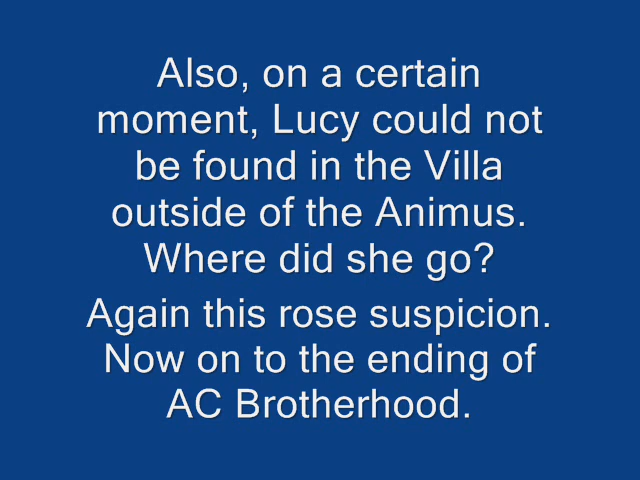 Also, on a certain
moment, Lucy could not
be found in the Villa
outside of the Animus.
Where did she go?
Again this rose suspicion.
Now on to the ending of
AC Brotherhood.